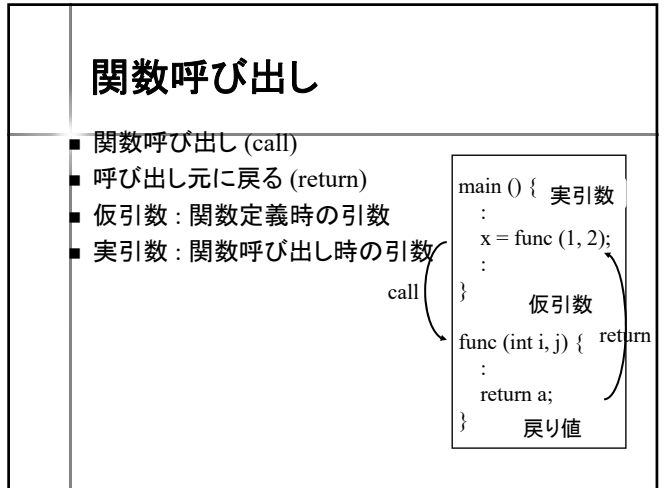 関数呼び出し
■ 関数呼び出し (call)
■ 呼び出し元に戻る (return)
■ 仮引数 : 関数定義時の引数
■ 実引数 : 関数呼び出し時の引数
main () { 実引数
:
x = func (1, 2);
:
call
} 仮引数
func (int i, j) { return
:
return a;
} 戻り値